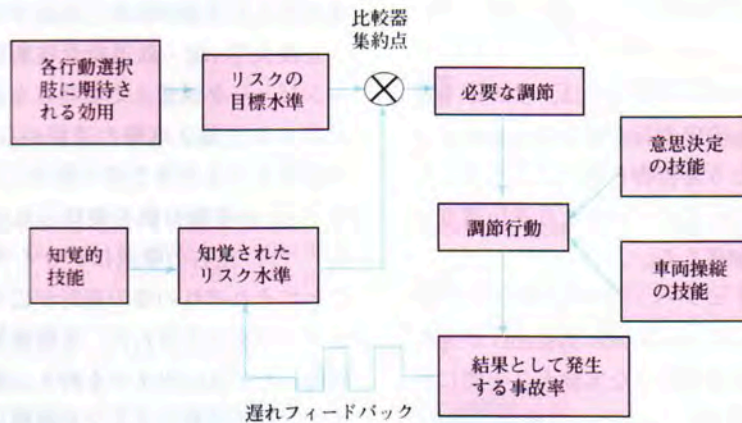 比較器
集約点
各行動選択
肢に期待さ
れる効用
リスクの
目標水準
必要な調節
意思決定
の技能
調節行動
知覚的
技能
知覚された
リスク水準
車両操縦
の技能
結果として発生
する事故率
遅れフィードバック